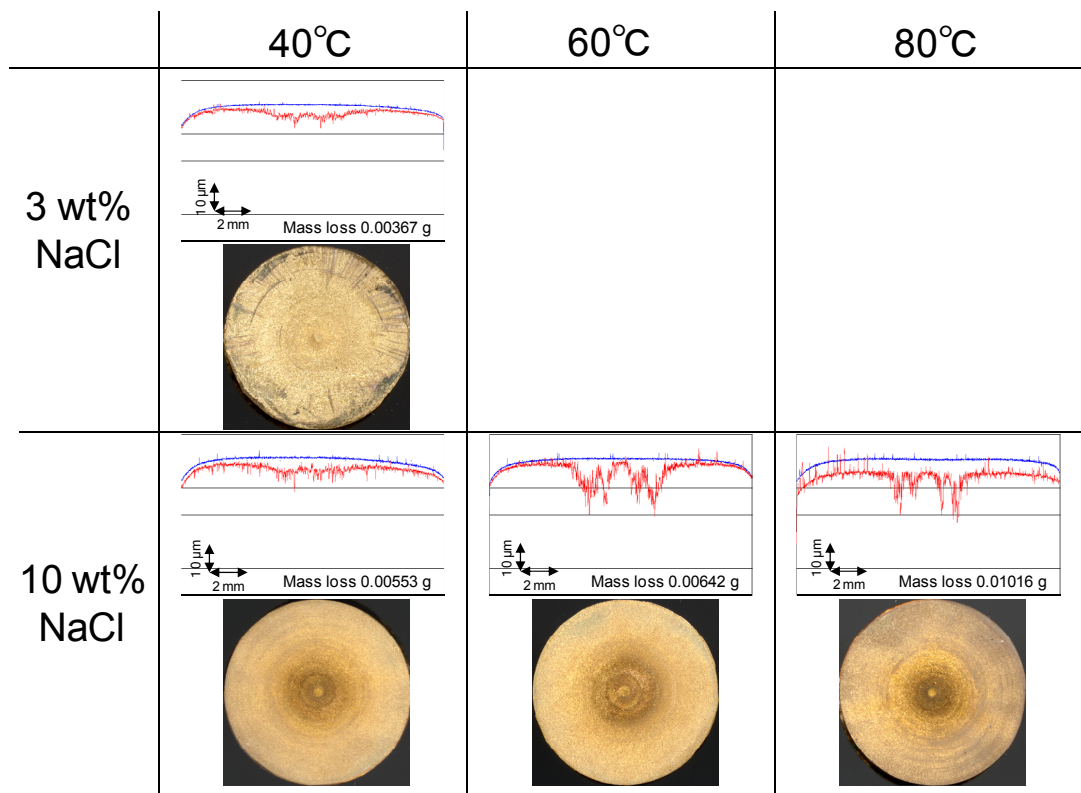 40℃
60℃
80℃
3 wt%
NaCl
10 μm
2 mm
Mass loss 0.00367 g
10 wt%
NaCl
10 μm
2 mm
Mass loss 0.00553 g
10 μm
2 mm
Mass loss 0.00642 g
10 μm
2 mm
Mass loss 0.01016 g